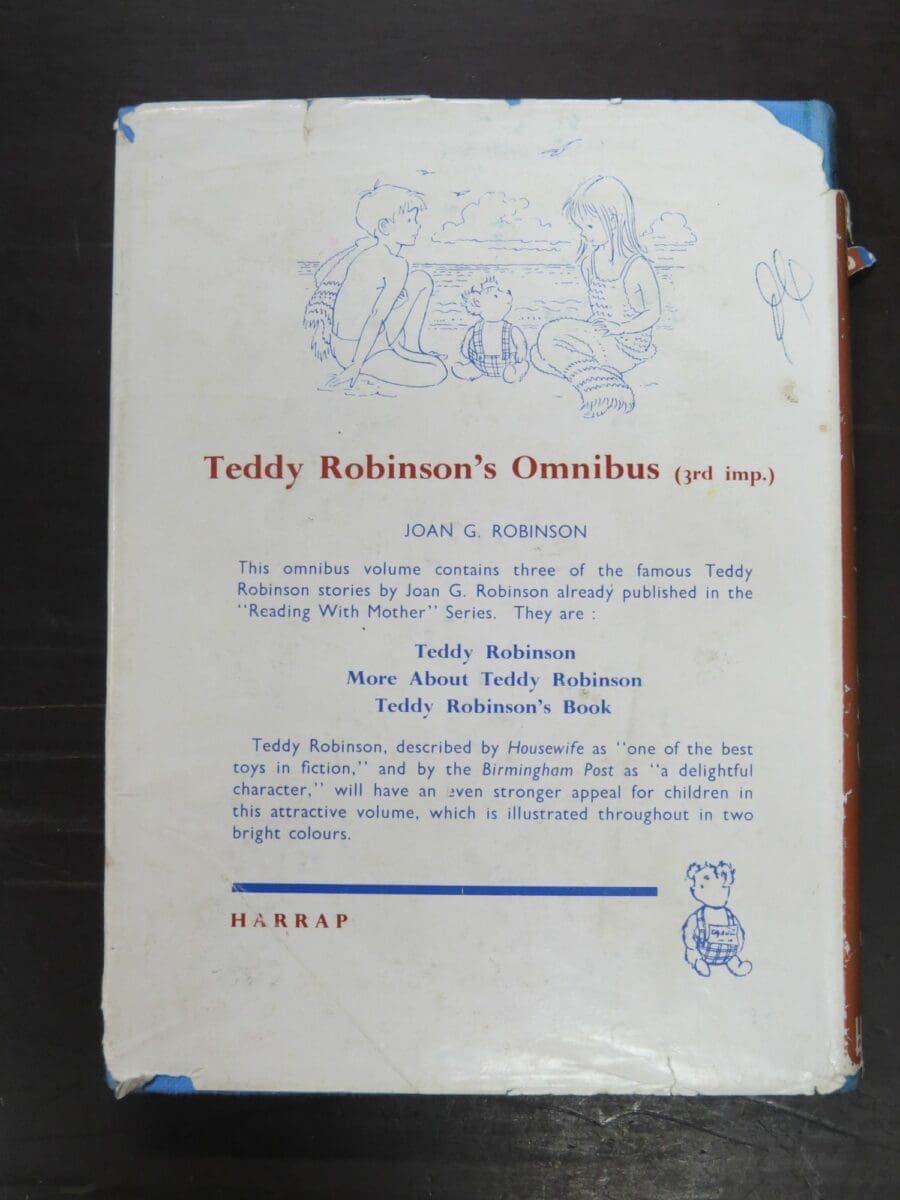 Teddy Robinson's Omnibus (3rd imp.)
JOAN G. ROBINSON
This omnibus volume contains three of the famous Teddy
Robinson stories by Joan G. Robinson already published in the
"Reading With Mother" Series. They are :
Teddy Robinson
More About Teddy Robinson
Teddy Robinson's Book
Teddy Robinson, described by Housewife as "one of the best
toys in fiction," and by the Birmingham Post as "a delightful
character," will have an even stronger appeal for children in
this attractive volume, which is illustrated throughout in two
bright colours.
HARRAP